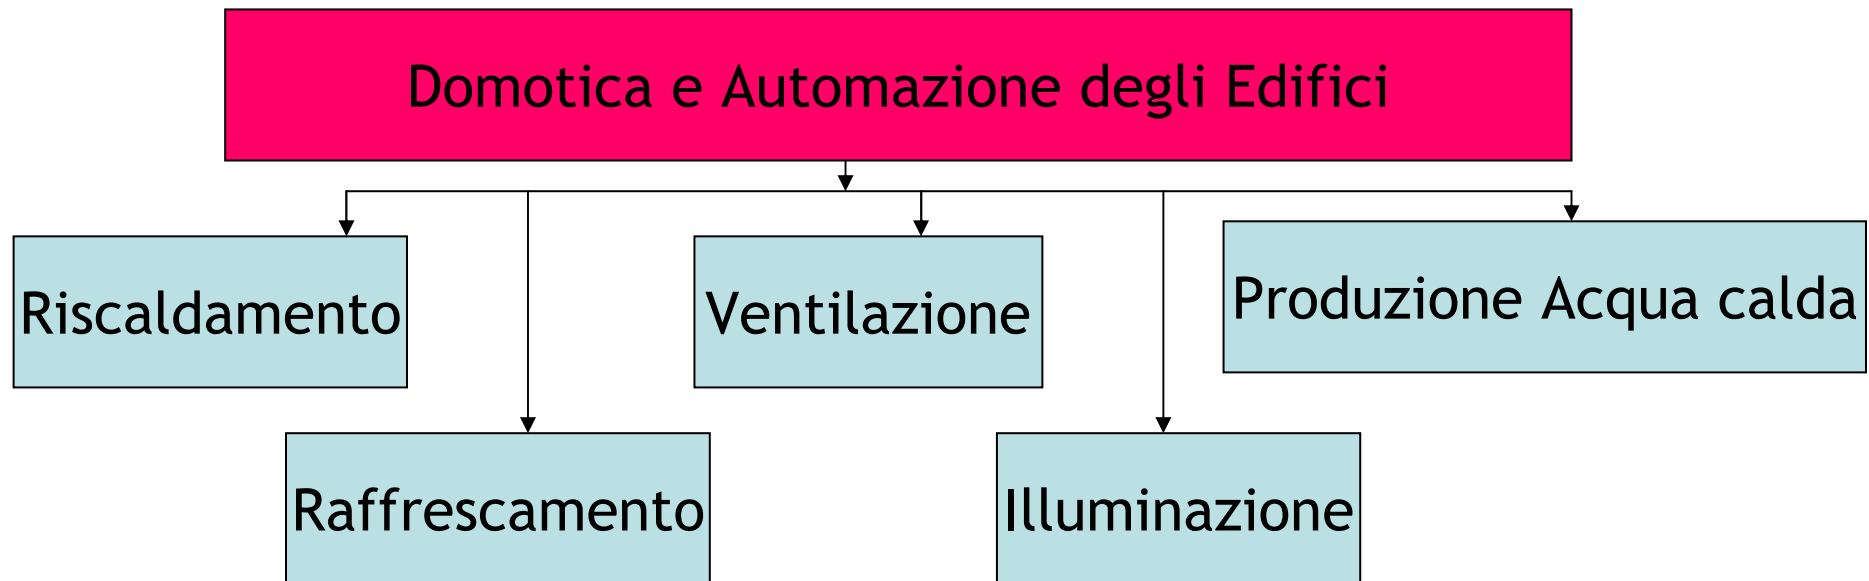 Domotica e Automazione degli Edifici
Riscaldamento
Ventilazione
Produzione Acqua calda
Raffrescamento
Illuminazione